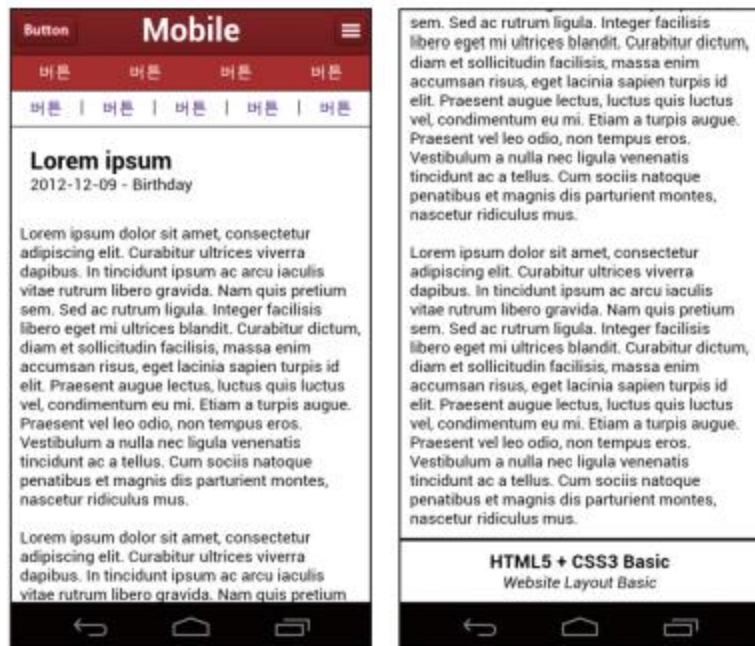 Button
Mobile
버튼 버튼 버튼 버튼
버튼 | 버튼 | 버튼 | 버튼 | 버튼
Lorem ipsum
2012-12-09 - Birthday
Lorem ipsum dolor sit amet, consectetur
adipiscing elit. Curabitur ultrices viverra
dapibus. In tincidunt ipsum ac arcu iaculis
vitae rutrum libero gravida. Nam quis pretium
sem. Sed ac rutrum ligula. Integer facilisis
libero eget mi ultrices blandit. Curabitur dictum,
diam et sollicitudin facilisis, massa enim
accumsan risus, eget lacinia sapien turpis id
elit. Praesent augue lectus, luctus quis luctus
vel, condimentum eu mi. Etiam a turpis augue.
Praesent vel leo odio, non tempus eros.
Vestibulum a nulla nec ligula venenatis
tincidunt ac a tellus. Cum sociis natoque
penatibus et magnis dis parturient montes,
nascetur ridiculus mus.
Lorem ipsum dolor sit amet, consectetur
adipiscing elit. Curabitur ultrices viverra
dapibus. In tincidunt ipsum ac arcu iaculis
vitae rutrum libero gravida. Nam quis pretium
sem. Sed ac rutrum ligula. Integer facilisis
libero eget mi ultrices blandit. Curabitur dictum,
diam et sollicitudin facilisis, massa enim
accumsan risus, eget lacinia sapien turpis id
elit. Praesent augue lectus, luctus quis luctus
vel, condimentum eu mi. Etiam a turpis augue.
Praesent vel leo odio, non tempus eros.
Vestibulum a nulla nec ligula venenatis
tincidunt ac a tellus. Cum sociis natoque
penatibus et magnis dis parturient montes,
nascetur ridiculus mus.
Lorem ipsum dolor sit amet, consectetur
adipiscing elit. Curabitur ultrices viverra
dapibus. In tincidunt ipsum ac arcu iaculis
vitae rutrum libero gravida. Nam quis pretium
sem. Sed ac rutrum ligula. Integer facilisis
libero eget mi ultrices blandit. Curabitur dictum,
diam et sollicitudin facilisis, massa enim
accumsan risus, eget lacinia sapien turpis id
elit. Praesent augue lectus, luctus quis luctus
vel, condimentum eu mi. Etiam a turpis augue.
Praesent vel leo odio, non tempus eros.
Vestibulum a nulla nec ligula venenatis
tincidunt ac a tellus. Cum sociis natoque
penatibus et magnis dis parturient montes,
nascetur ridiculus mus.
HTML5 + CSS3 Basic
Website Layout Basic